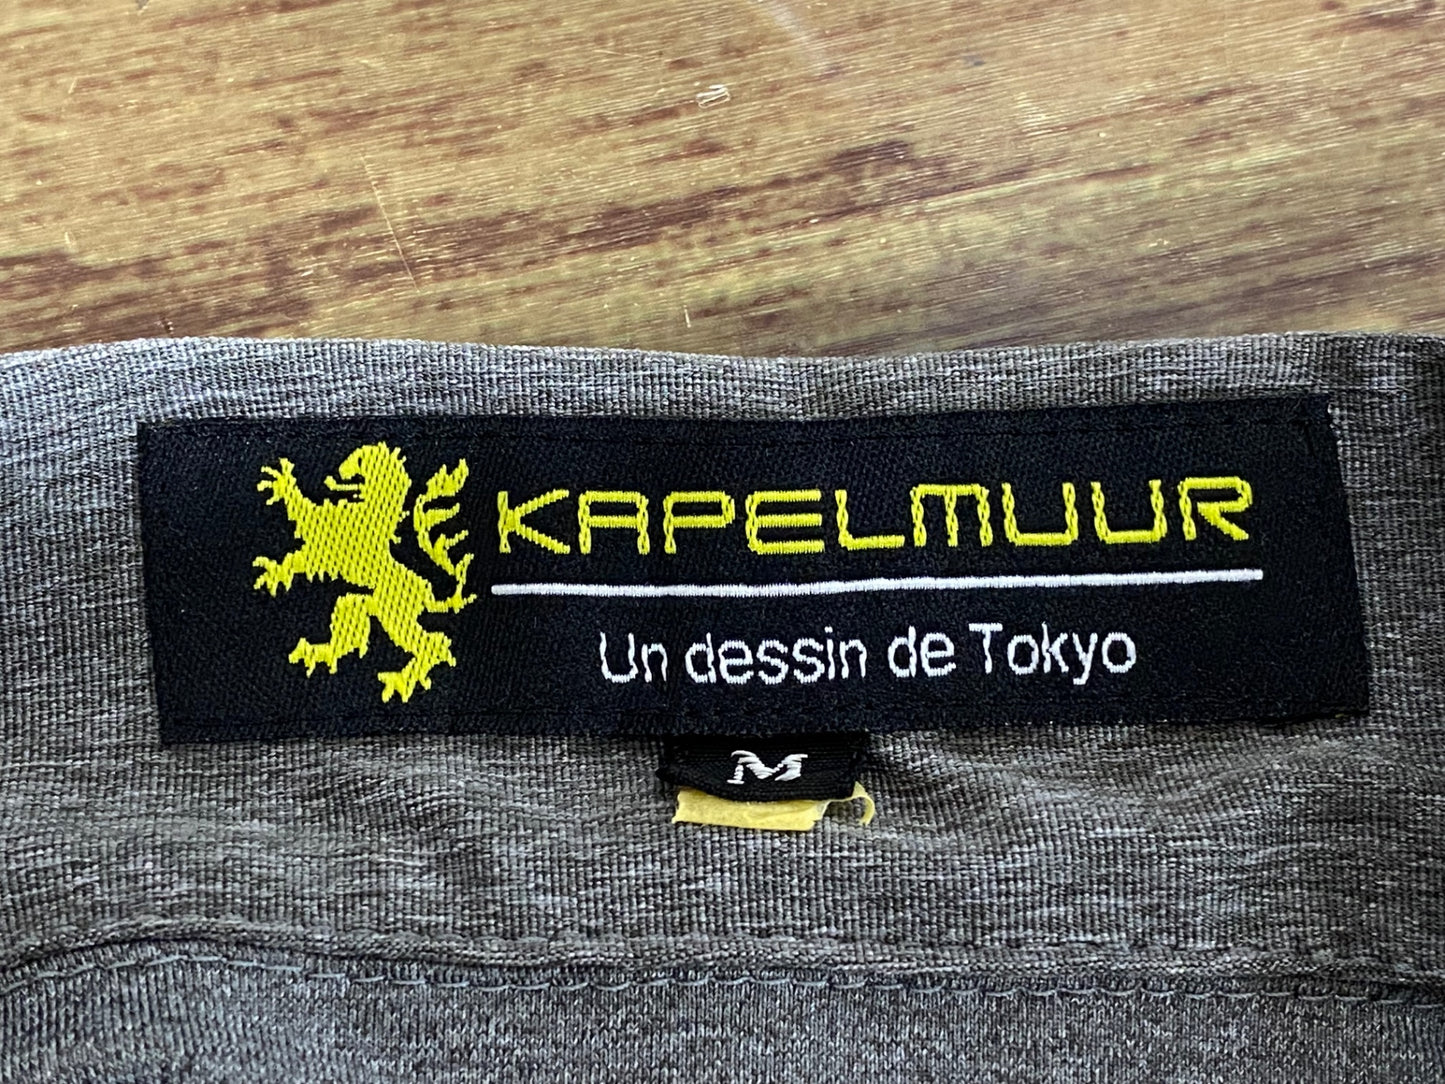 KAPELMUUR
Un dessin de Tokyo
M